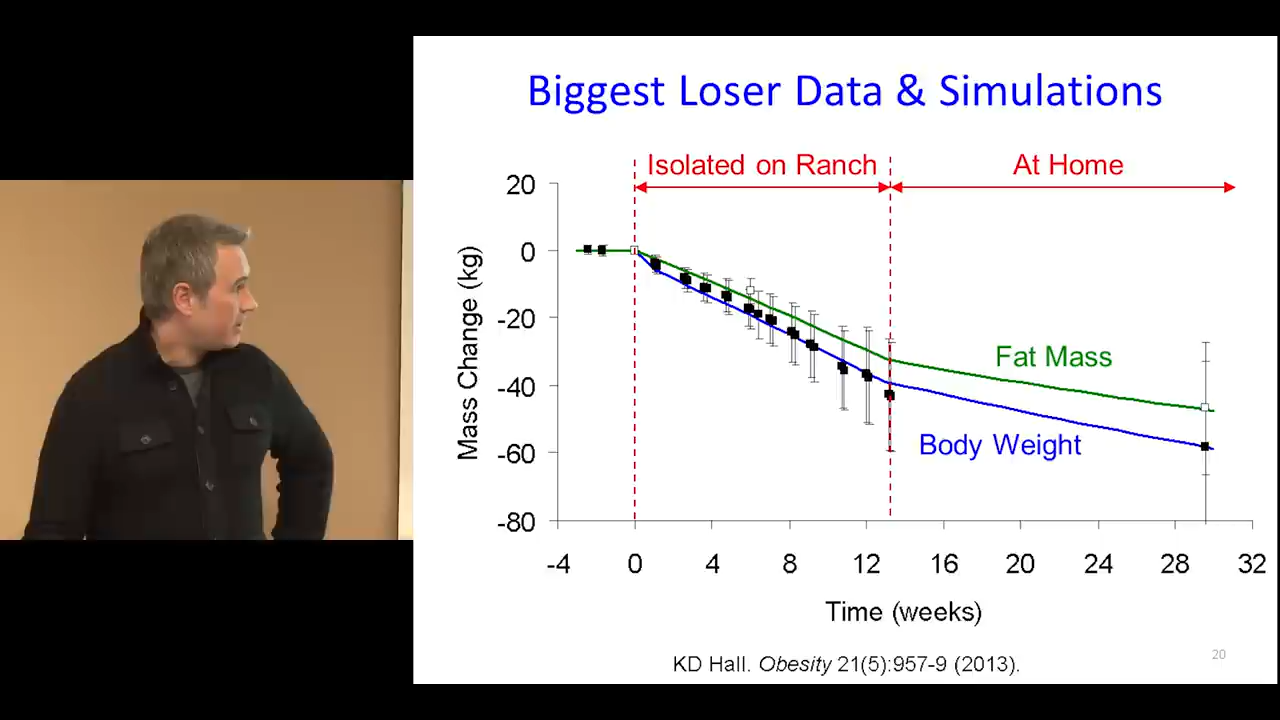 Biggest Loser Data & Simulations
Isolated on Ranch
At Home
20
0
-20
-40
-60
-80
Mass Change (kg)
Fat Mass
Body Weight
-4 0 4 8 12 16 20 24 28 32
Time (weeks)
KD Hall. Obesity 21(5):957-9 (2013).
20